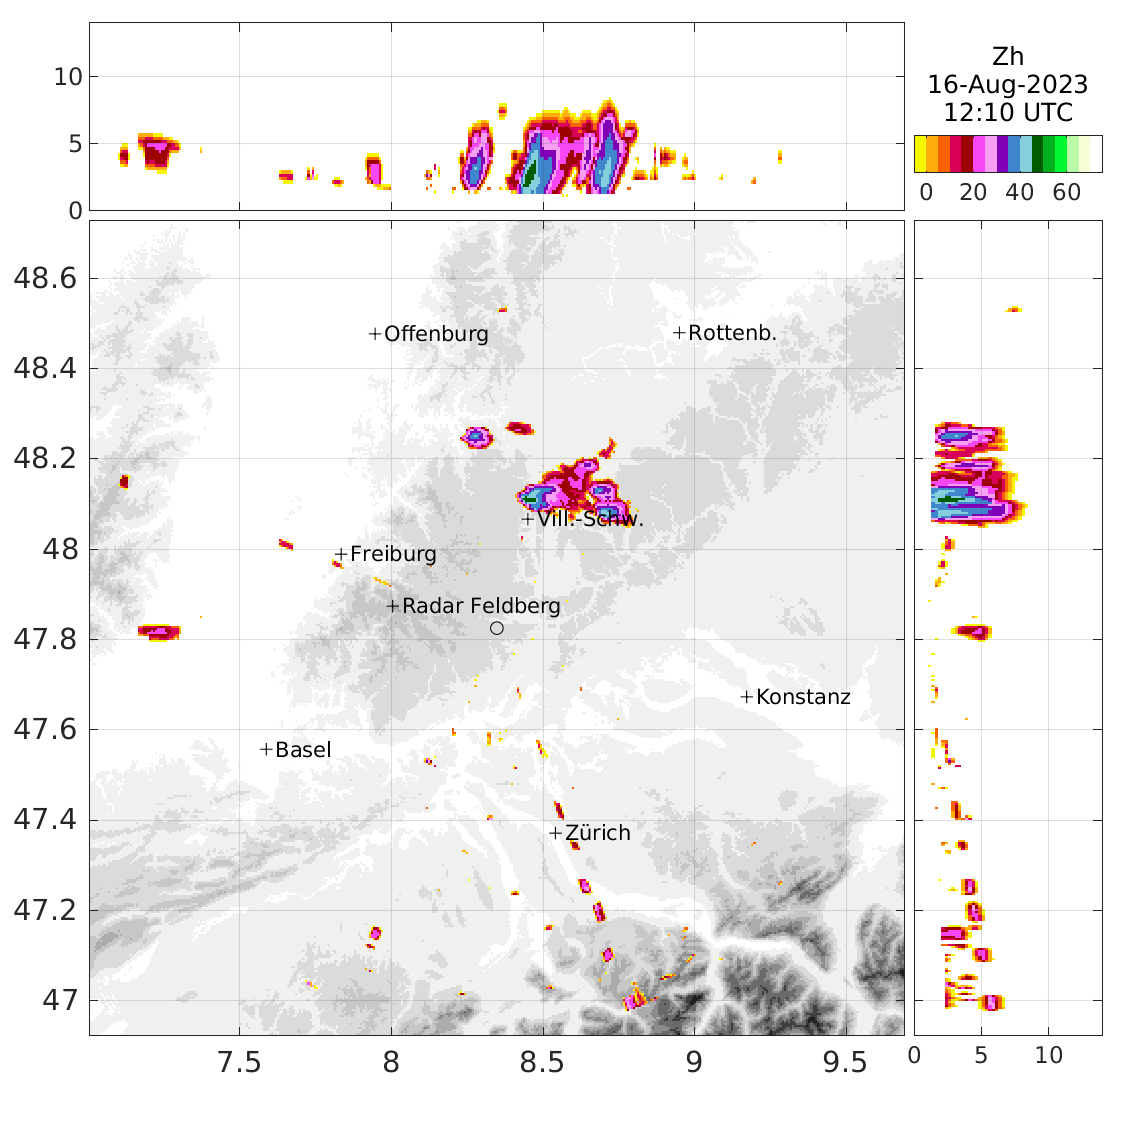 Zh
16-Aug-2023
12:10 UTC
10
5
0
0 20 40 60
48.6
48.4
48.2
48
47.8
47.6
47.4
47.2
47
+Offenburg
+Rottenb.
+Vill.-Schw.
+Freiburg
+Radar Feldberg
+Konstanz
+Basel
+Zürich
7.5 8 8.5 9 9.5
0 5 10